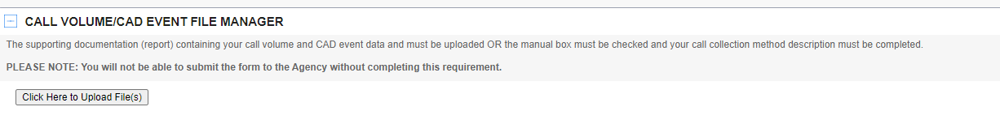 CALL VOLUME/CAD EVENT FILE MANAGER
The supporting documentation (report) containing your call volume and CAD event data and must be uploaded OR the manual box must be checked and your call collection method description must be completed.
PLEASE NOTE: You will not be able to submit the form to the Agency without completing this requirement.
Click Here to Upload File(s)